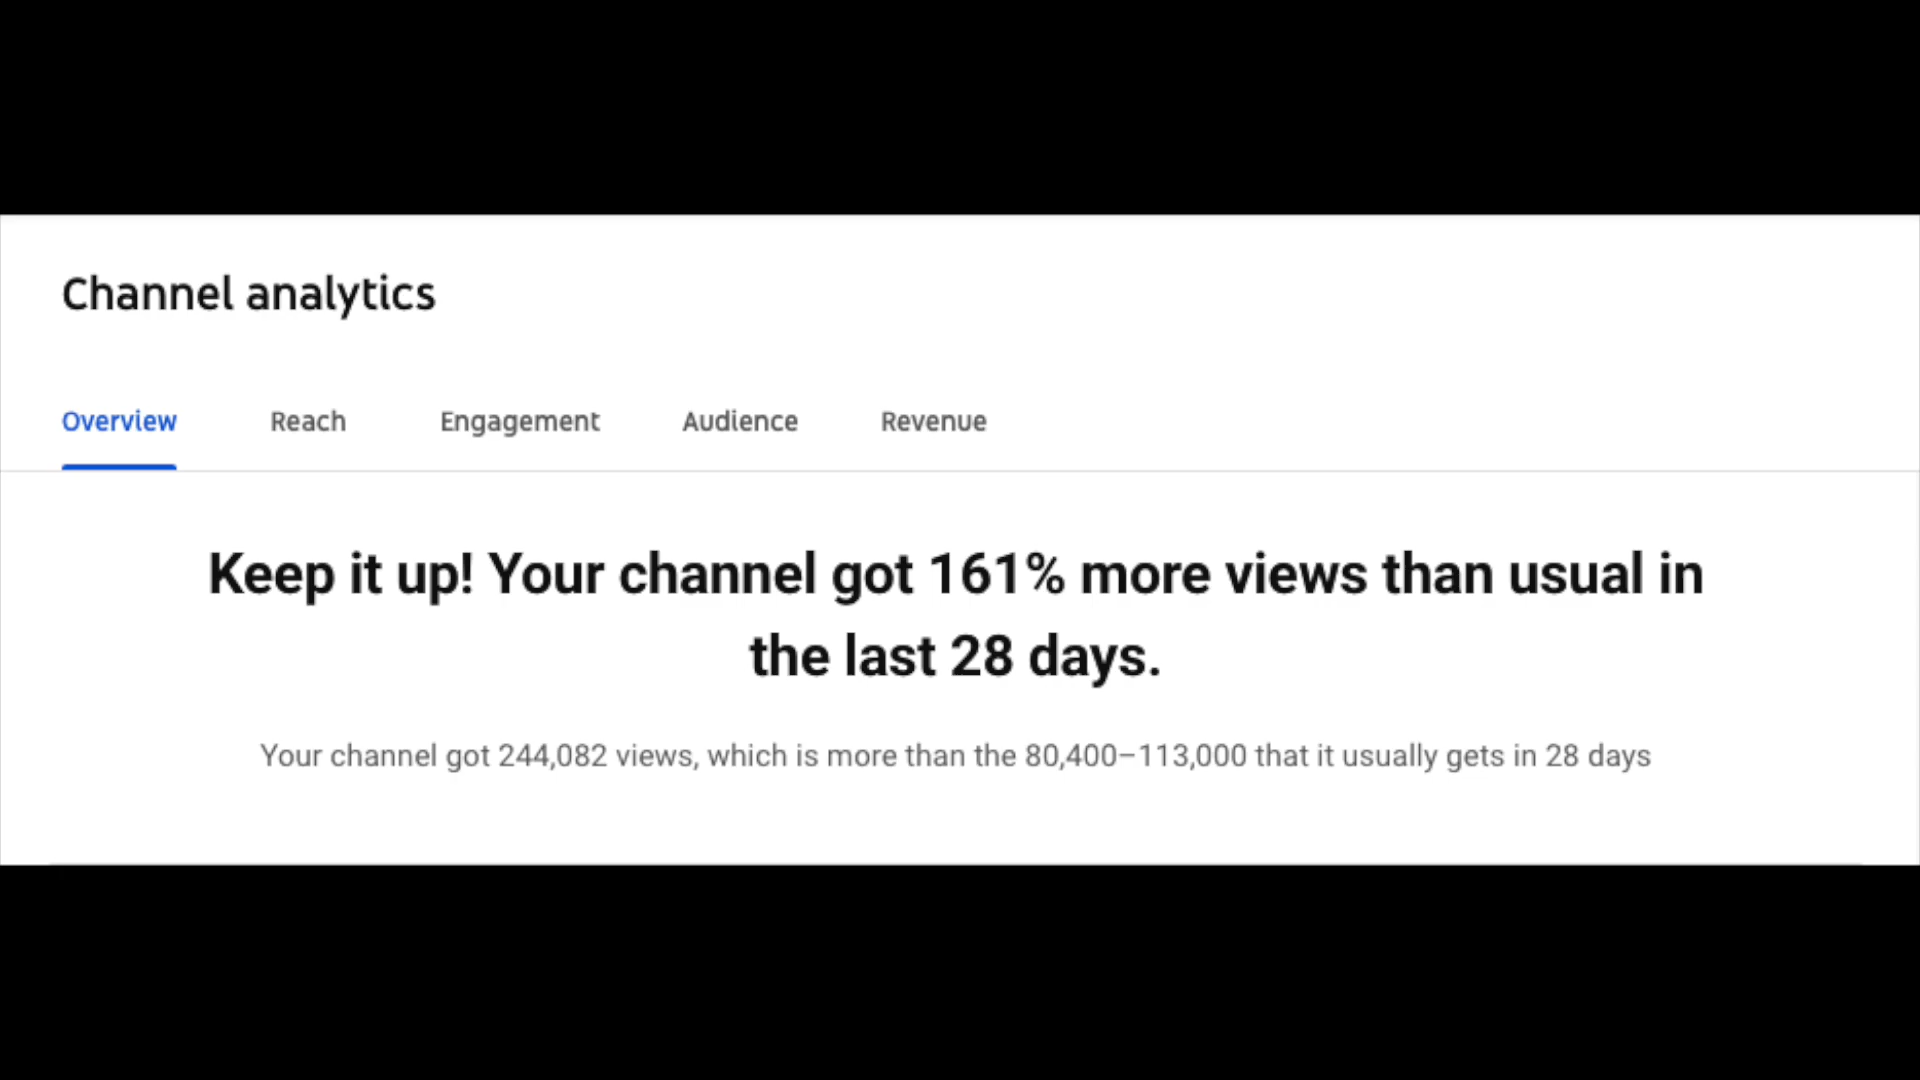 Channel analytics
Overview Reach Engagement Audience Revenue
Keep it up! Your channel got 161% more views than usual in
the last 28 days.
Your channel got 244,082 views, which is more than the 80,400–113,000 that it usually gets in 28 days